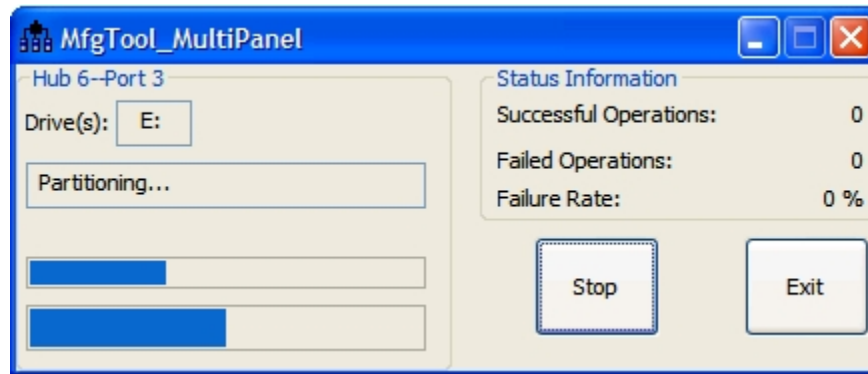 MfgTool_MultiPanel
Hub 6--Port 3
Drive(s): E:
Partitioning...
Status Information
Successful Operations: 0
Failed Operations: 0
Failure Rate: 0 %
Stop Exit